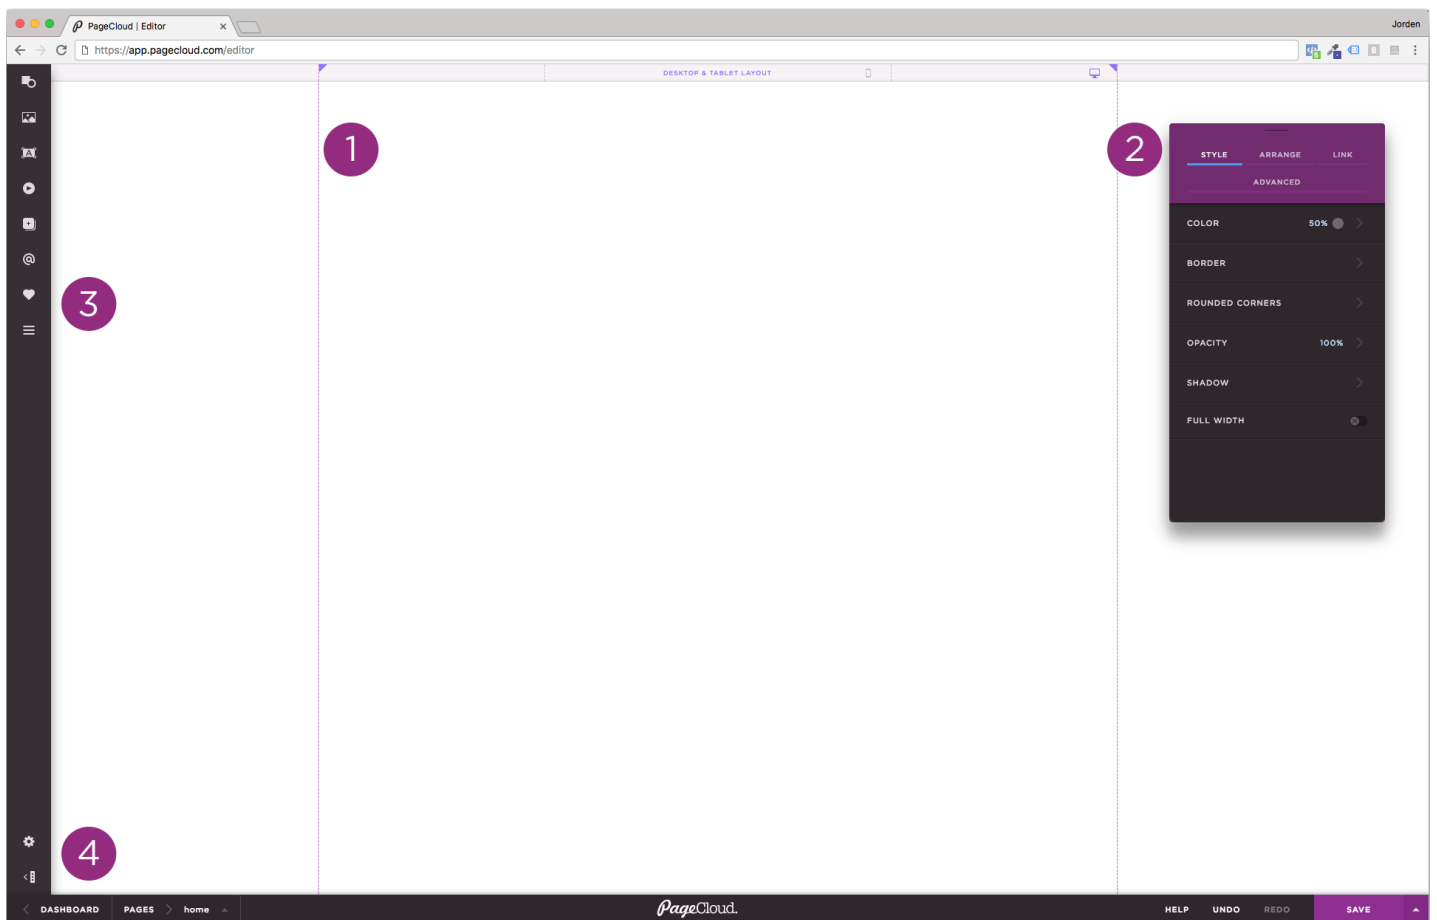 PageCloud | Editor
Jorden
https://app.pagecloud.com/editor
DESKTOP & TABLET LAYOUT
1
2
STYLE ARRANGE LINK
ADVANCED
COLOR 50%
BORDER
3
ROUNDED CORNERS
OPACITY 100%
SHADOW
FULL WIDTH
4
DASHBOARD PAGES home PageCloud. HELP UNDO REDO SAVE